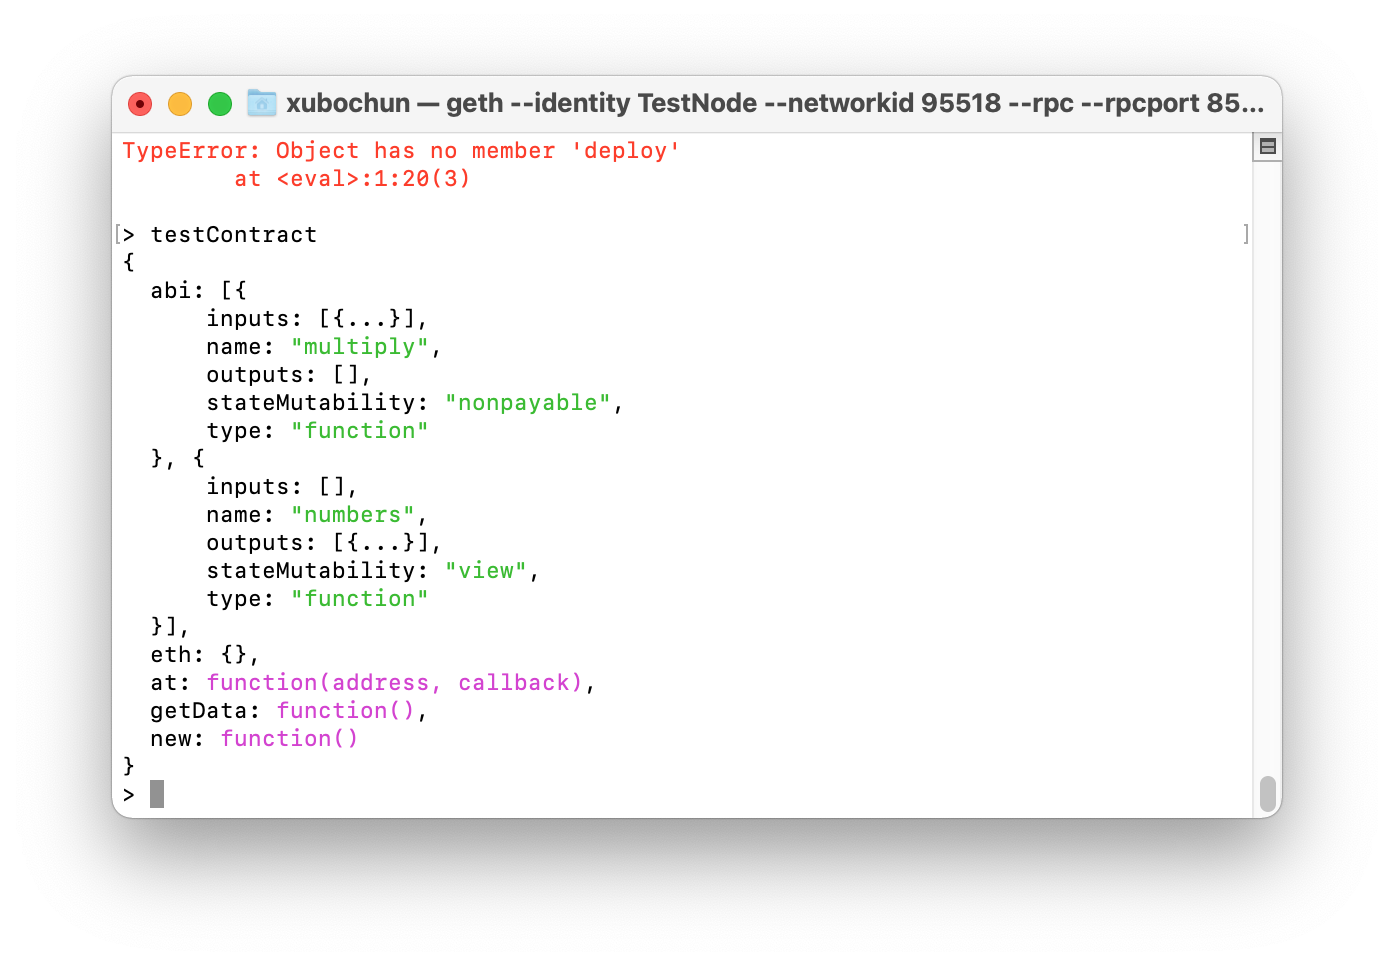 xubochun — geth --identity TestNode --networkid 95518 --rpc --rpcport 85...
TypeError: Object has no member 'deploy'
        at <eval>:1:20(3)
[> testContract ]
{
  abi: [{
      inputs: [{...}],
      name: "multiply",
      outputs: [],
      stateMutability: "nonpayable",
      type: "function"
  }, {
      inputs: [],
      name: "numbers",
      outputs: [{...}],
      stateMutability: "view",
      type: "function"
  }],
  eth: {},
  at: function(address, callback),
  getData: function(),
  new: function()
}
>